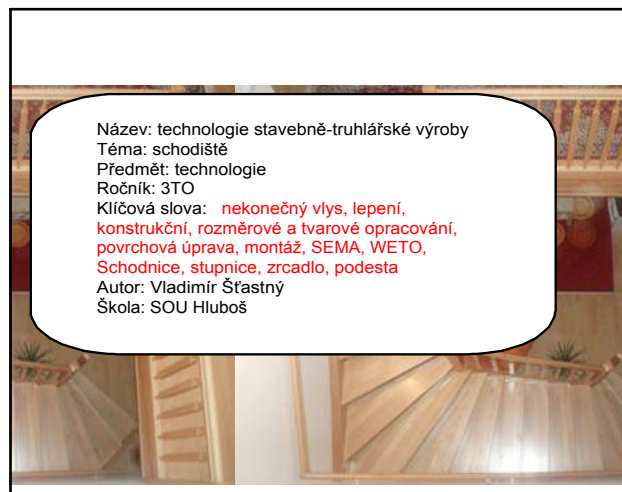 Název: technologie stavebně-truhlářské výroby
Téma: schodiště
Předmět: technologie
Ročník: 3TO
Klíčová slova: nekonečný vlys, lepení,
konstrukční, rozměrové a tvarové opracování,
povrchová úprava, montáž, SEMA, WETO,
Schodnice, stupnice, zrcadlo, podesta
Autor: Vladimír Šťastný
Škola: SOU Hluboš